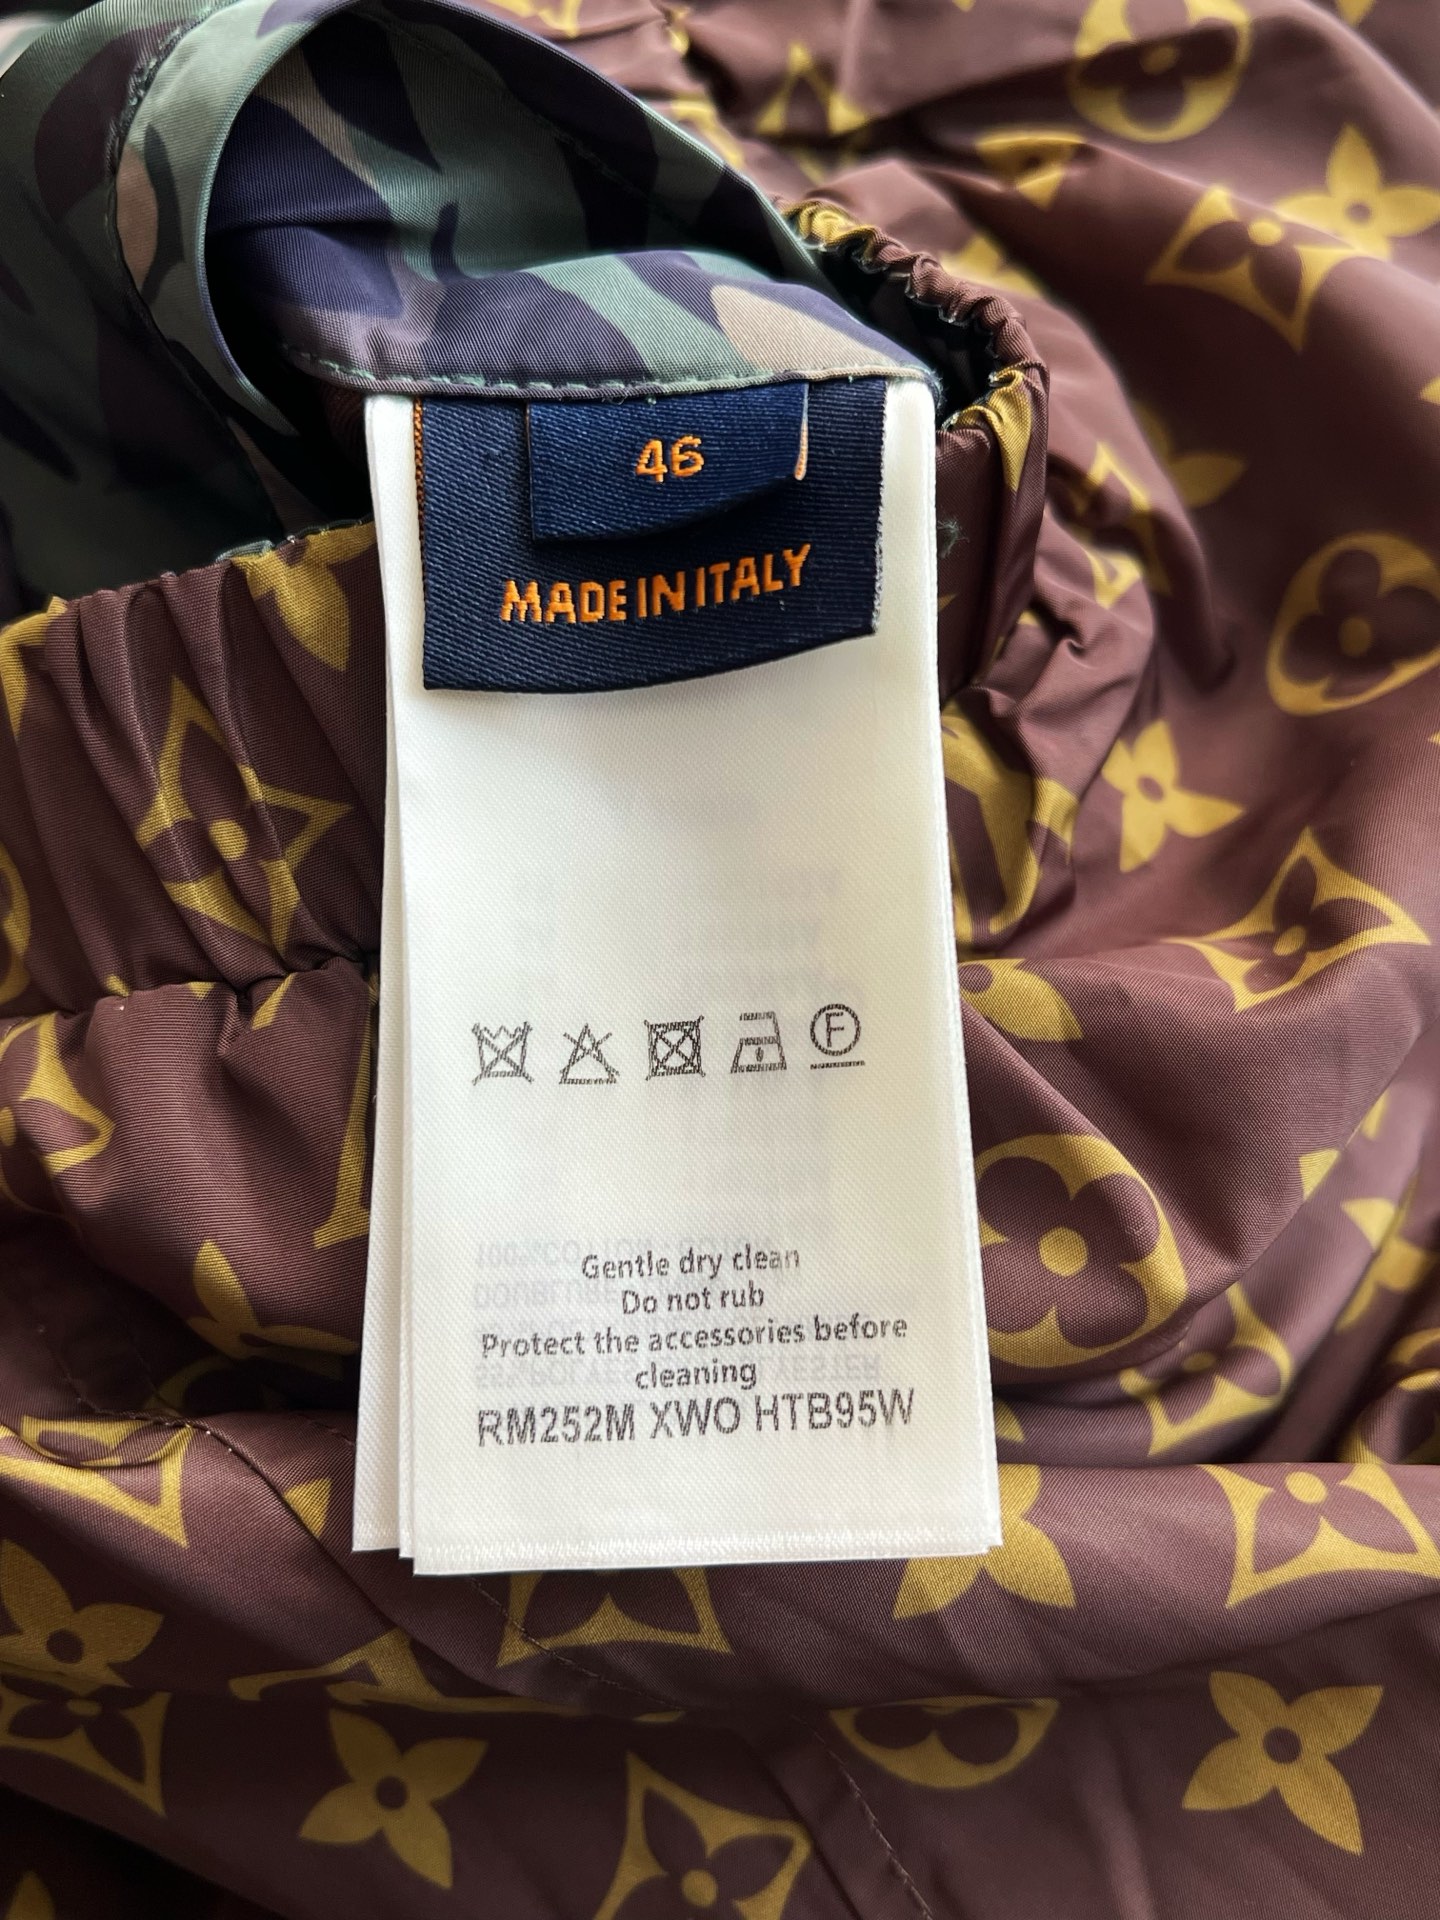 46
MADE IN ITALY
F
Gentle dry clean
Do not rub
Protect the accessories before
cleaning
RM252M XWO HTB95W